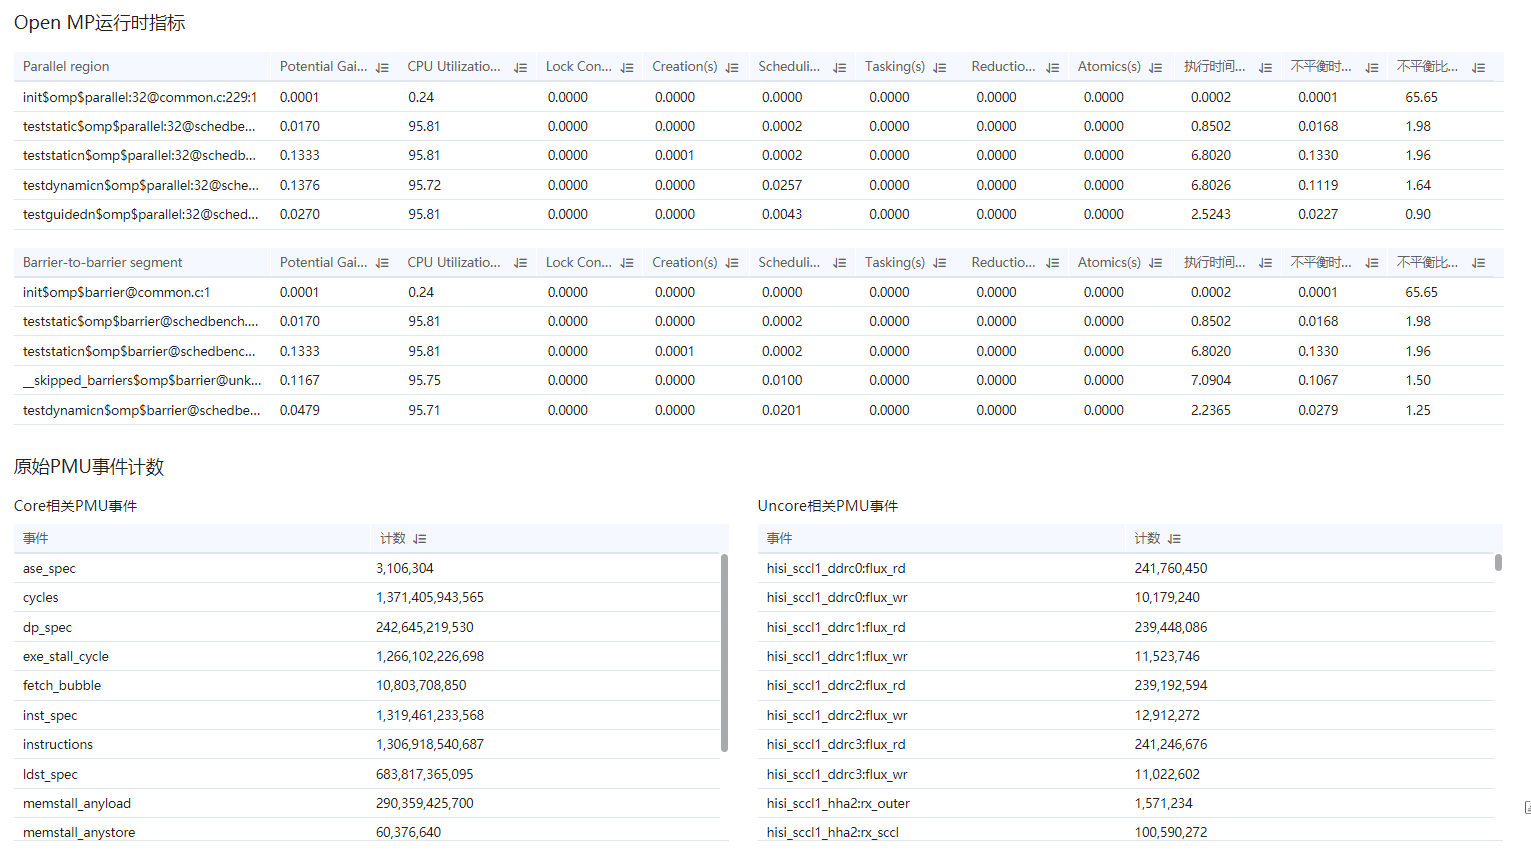 Open MP运行时指标
Parallel region Potential Gai... CPU Utilizatio... Lock Con... Creation(s) Scheduli... Tasking(s) Reductio... Atomics(s) 执行时间... 不平衡时... 不平衡比...
init$omp$parallel:32@common.c:229:1 0.0001 0.24 0.0000 0.0000 0.0000 0.0000 0.0000 0.0000 0.0002 0.0001 65.65
teststatic$omp$parallel:32@schedbe... 0.0170 95.81 0.0000 0.0000 0.0002 0.0000 0.0000 0.0000 0.8502 0.0168 1.98
teststaticn$omp$parallel:32@schedb... 0.1333 95.81 0.0000 0.0001 0.0002 0.0000 0.0000 0.0000 6.8020 0.1330 1.96
testdynamicn$omp$parallel:32@sche... 0.1376 95.72 0.0000 0.0000 0.0257 0.0000 0.0000 0.0000 6.8026 0.1119 1.64
testguidedn$omp$parallel:32@sched... 0.0270 95.81 0.0000 0.0000 0.0043 0.0000 0.0000 0.0000 2.5243 0.0227 0.90
Barrier-to-barrier segment Potential Gai... CPU Utilizatio... Lock Con... Creation(s) Scheduli... Tasking(s) Reductio... Atomics(s) 执行时间... 不平衡时... 不平衡比...
init$omp$barrier@common.c:1 0.0001 0.24 0.0000 0.0000 0.0000 0.0000 0.0000 0.0000 0.0002 0.0001 65.65
teststatic$omp$barrier@schedbench.... 0.0170 95.81 0.0000 0.0000 0.0002 0.0000 0.0000 0.0000 0.8502 0.0168 1.98
teststaticn$omp$barrier@schedbenc... 0.1333 95.81 0.0000 0.0001 0.0002 0.0000 0.0000 0.0000 6.8020 0.1330 1.96
__skipped_barriers$omp$barrier@unk... 0.1167 95.75 0.0000 0.0000 0.0100 0.0000 0.0000 0.0000 7.0904 0.1067 1.50
testdynamicn$omp$barrier@schedbe... 0.0479 95.71 0.0000 0.0000 0.0201 0.0000 0.0000 0.0000 2.2365 0.0279 1.25
原始PMU事件计数
Core相关PMU事件
事件 计数
ase_spec 3,106,304
cycles 1,371,405,943,565
dp_spec 242,645,219,530
exe_stall_cycle 1,266,102,226,698
fetch_bubble 10,803,708,850
inst_spec 1,319,461,233,568
instructions 1,306,918,540,687
ldst_spec 683,817,365,095
memstall_anyload 290,359,425,700
memstall_anystore 60,376,640
Uncore相关PMU事件
事件 计数
hisi_sccl1_ddrc0:flux_rd 241,760,450
hisi_sccl1_ddrc0:flux_wr 10,179,240
hisi_sccl1_ddrc1:flux_rd 239,448,086
hisi_sccl1_ddrc1:flux_wr 11,523,746
hisi_sccl1_ddrc2:flux_rd 239,192,594
hisi_sccl1_ddrc2:flux_wr 12,912,272
hisi_sccl1_ddrc3:flux_rd 241,246,676
hisi_sccl1_ddrc3:flux_wr 11,022,602
hisi_sccl1_hha2:rx_outer 1,571,234
hisi_sccl1_hha2:rx_sccl 100,590,272